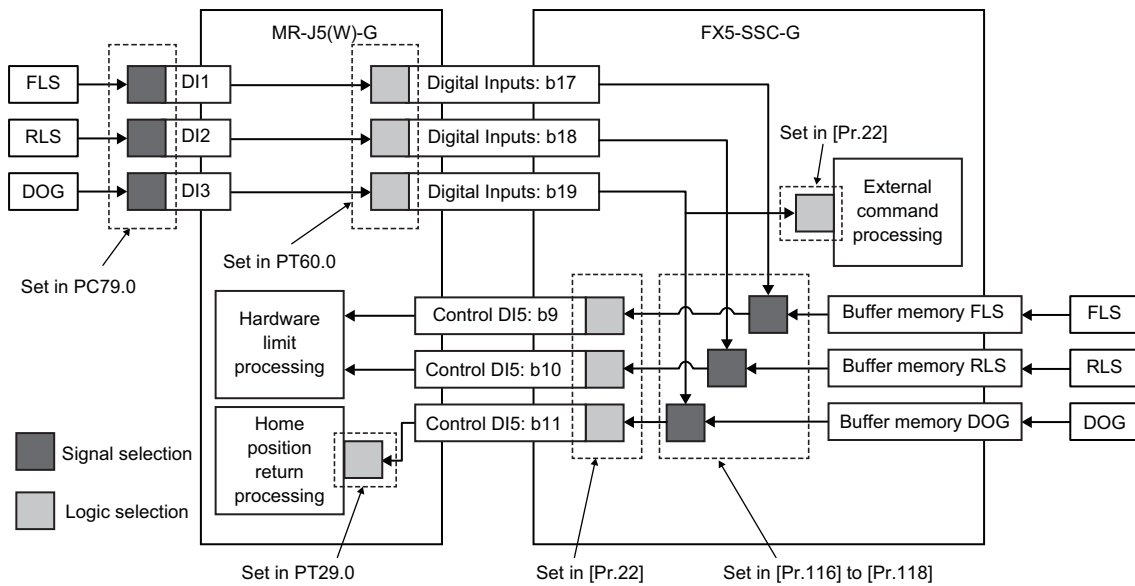 MR-J5(W)-G
FX5-SSC-G
FLS
DI1
Digital Inputs: b17
RLS
DI2
Digital Inputs: b18
DOG
DI3
Digital Inputs: b19
Set in [Pr.22]
External
command
processing
Set in PT60.0
Set in PC79.0
Hardware
limit
processing
Control DI5: b9
Buffer memory FLS
FLS
Control DI5: b10
Buffer memory RLS
RLS
Control DI5: b11
Buffer memory DOG
DOG
Home
position
return
processing
Signal selection
Logic selection
Set in PT29.0
Set in [Pr.22]
Set in [Pr.116] to [Pr.118]